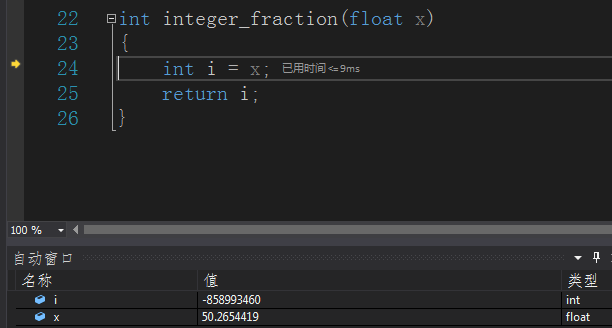 22 int integer_fraction(float x)
23 {
24 int i = x; 已用时间<=9ms
25 return i;
26 }
100 %
自动窗口
名称 值 类型
i -858993460 int
x 50.2654419 float